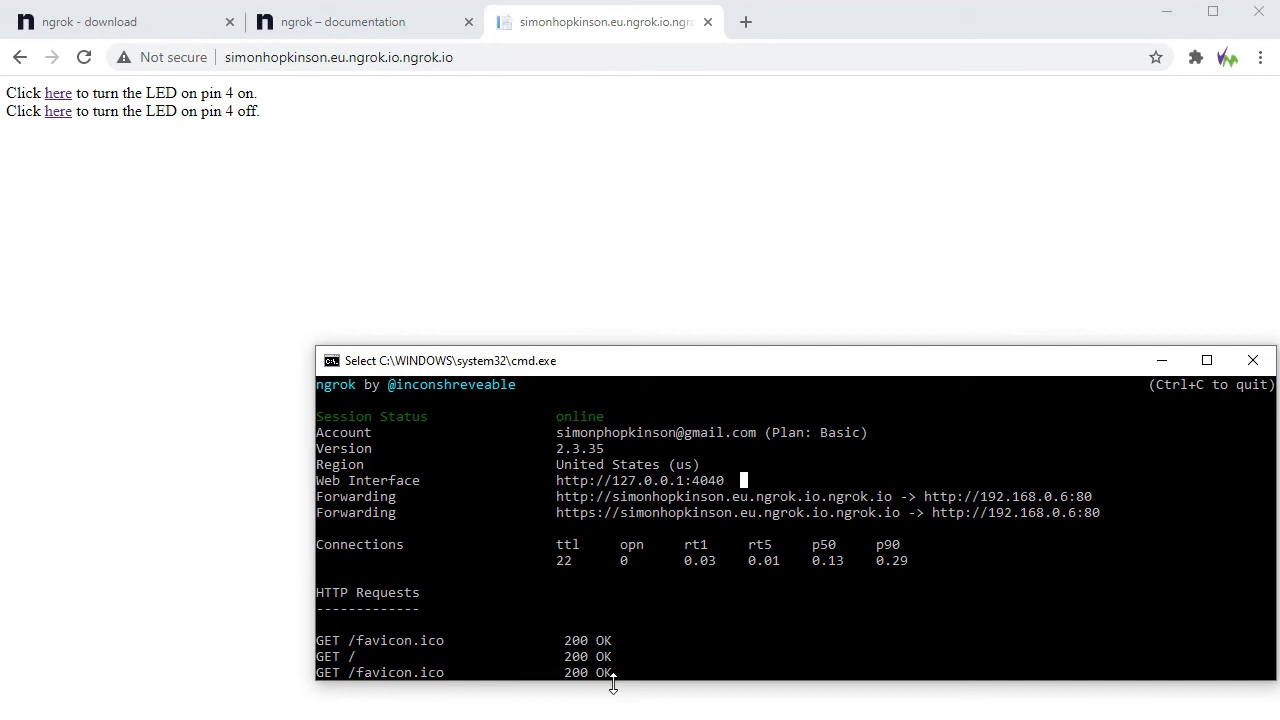 ngrok - download
ngrok – documentation
simonhopkinson.eu.ngrok.io.ngro
Not secure
simonhopkinson.eu.ngrok.io.ngrok.io
Click here to turn the LED on pin 4 on.
Click here to turn the LED on pin 4 off.
Select C:\WINDOWS\system32\cmd.exe
ngrok by @inconshreveable (Ctrl+C to quit)
Session Status online
Account simonphopkinson@gmail.com (Plan: Basic)
Version 2.3.35
Region United States (us)
Web Interface http://127.0.0.1:4040
Forwarding http://simonhopkinson.eu.ngrok.io.ngrok.io -> http://192.168.0.6:80
Forwarding https://simonhopkinson.eu.ngrok.io.ngrok.io -> http://192.168.0.6:80
Connections ttl opn rt1 rt5 p50 p90
22 0 0.03 0.01 0.13 0.29
HTTP Requests
-------------
GET /favicon.ico 200 OK
GET / 200 OK
GET /favicon.ico 200 OK